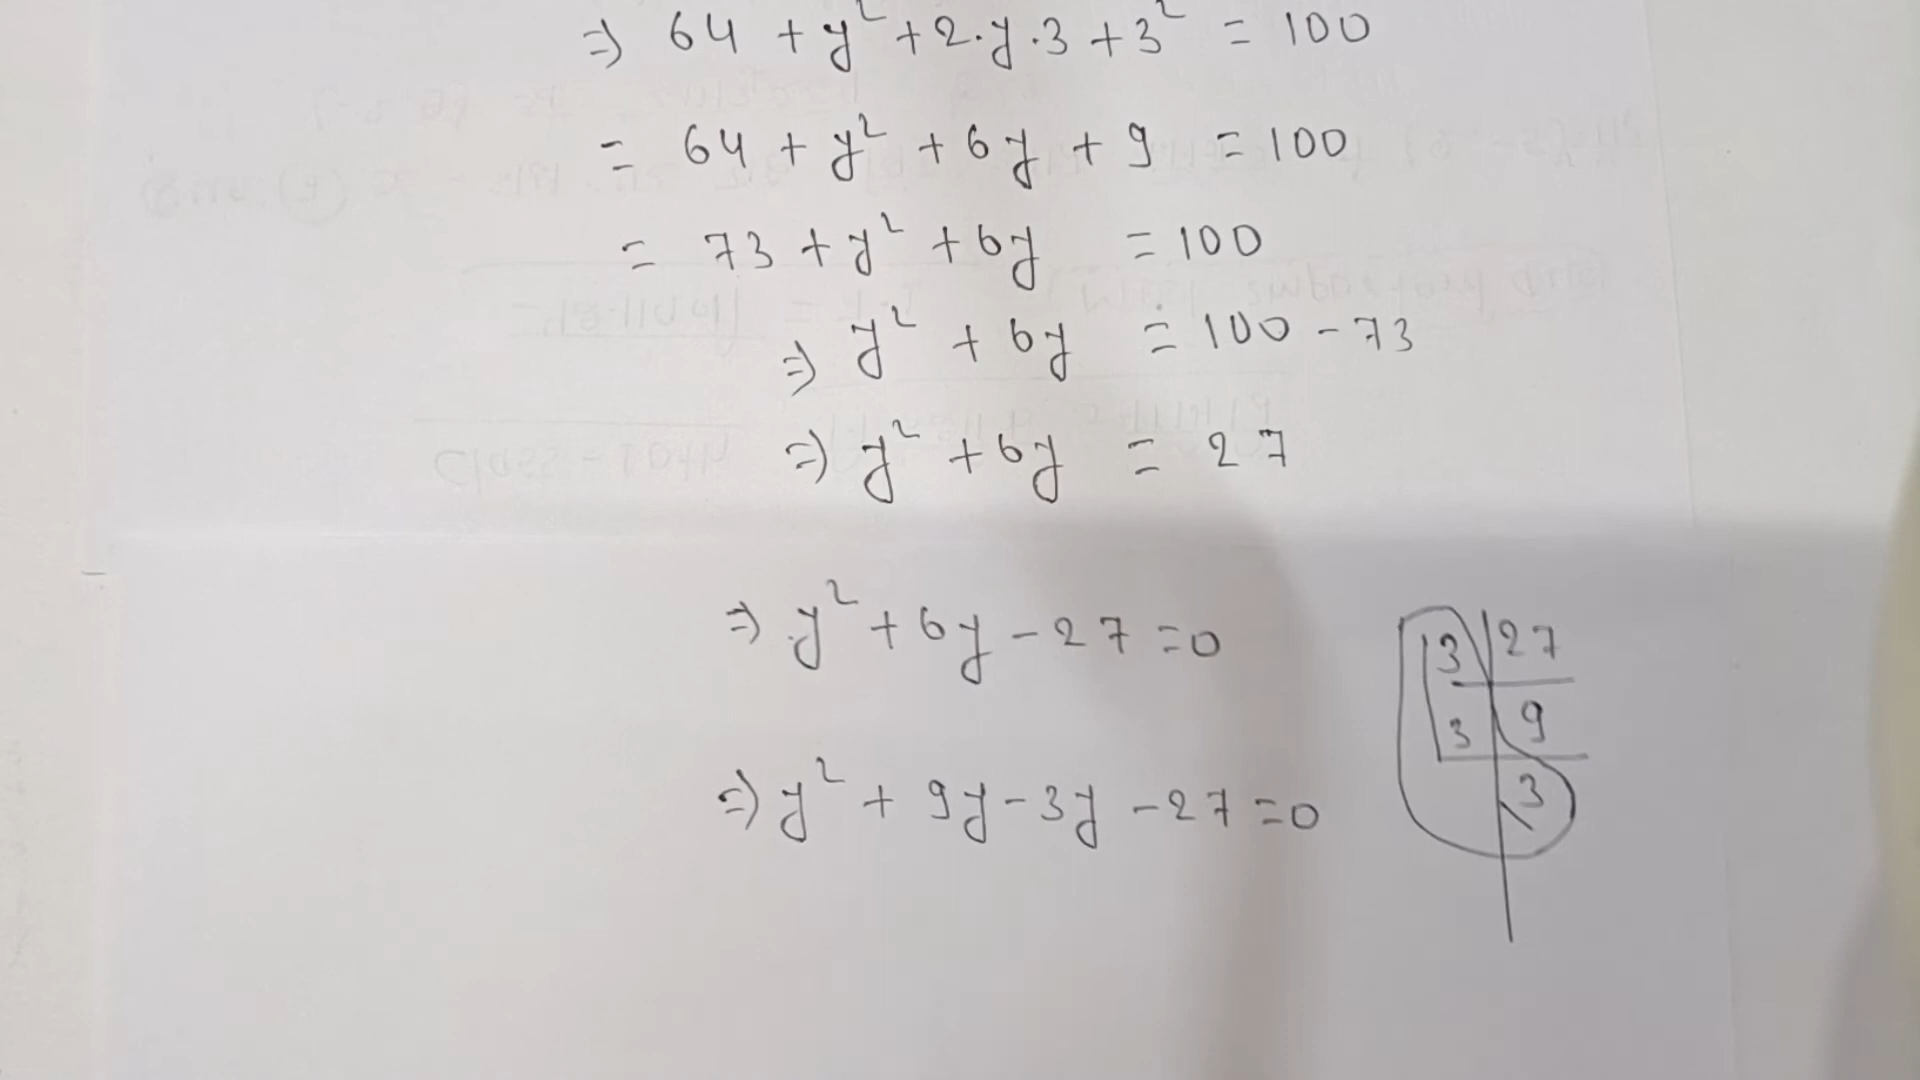 ⇒ 64 + y² + 2·y·3 + 3² = 100
= 64 + y² + 6y + 9 = 100
= 73 + y² + 6y = 100
⇒ y² + 6y = 100 - 73
⇒ y² + 6y = 27
⇒ y² + 6y - 27 = 0
3 | 27
3 | 9
3
⇒ y² + 9y - 3y - 27 = 0